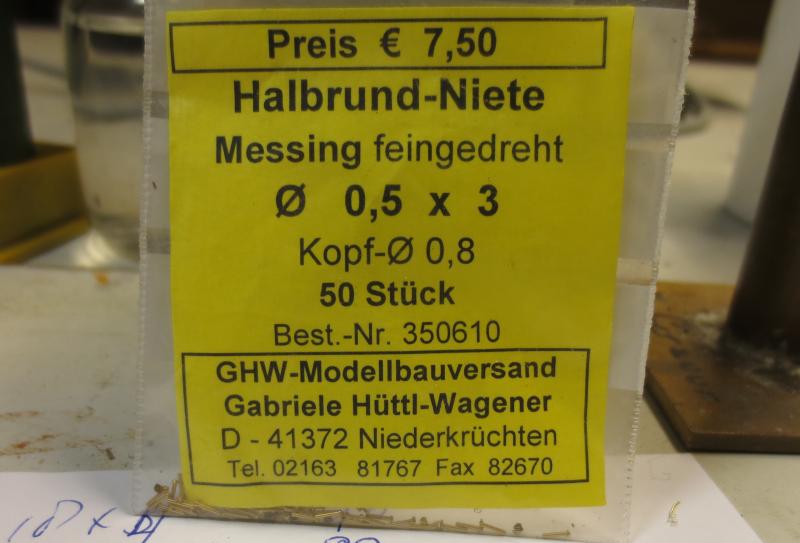 Preis € 7,50
Halbrund-Niete
Messing feingedreht
Ø 0,5 x 3
Kopf-Ø 0,8
50 Stück
Best.-Nr. 350610
GHW-Modellbauversand
Gabriele Hüttl-Wagener
D - 41372 Niederkrüchten
Tel. 02163 81767 Fax 82670